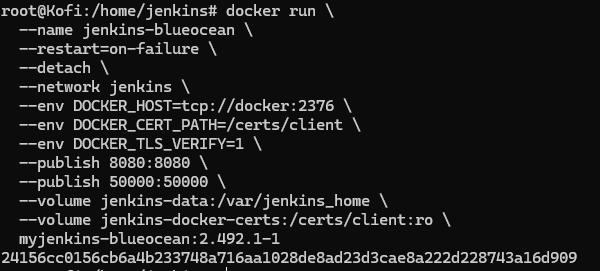 root@Kofi:/home/jenkins# docker run \
--name jenkins-blueocean \
--restart=on-failure \
--detach \
--network jenkins \
--env DOCKER_HOST=tcp://docker:2376 \
--env DOCKER_CERT_PATH=/certs/client \
--env DOCKER_TLS_VERIFY=1 \
--publish 8080:8080 \
--publish 50000:50000 \
--volume jenkins-data:/var/jenkins_home \
--volume jenkins-docker-certs:/certs/client:ro \
myjenkins-blueocean:2.492.1-1
24156cc0156cb6a4b233748a716aa1028de8ad23d3cae8a222d228743a16d909